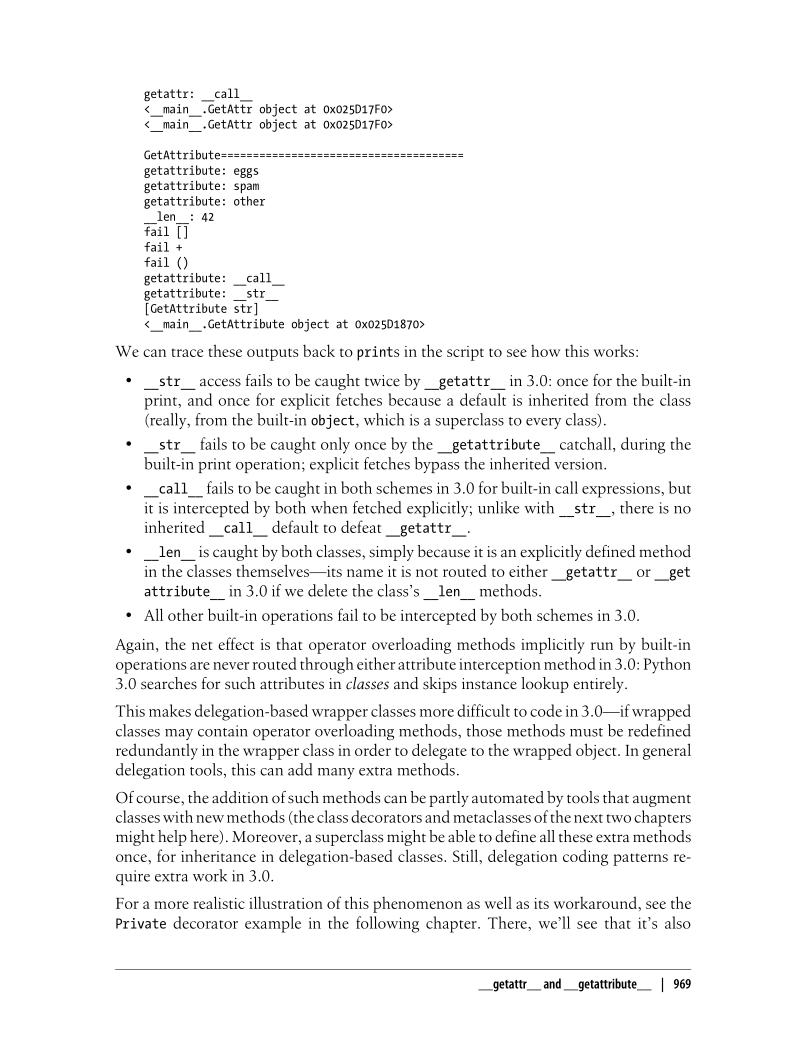 getattr: __call__
<__main__.GetAttr object at 0x025D17F0>
<__main__.GetAttr object at 0x025D17F0>
GetAttribute======================================
getattribute: eggs
getattribute: spam
getattribute: other
__len__: 42
fail []
fail +
fail ()
getattribute: __call__
getattribute: __str__
[GetAttribute str]
<__main__.GetAttribute object at 0x025D1870>
We can trace these outputs back to prints in the script to see how this works:
• __str__ access fails to be caught twice by __getattr__ in 3.0: once for the built-in
print, and once for explicit fetches because a default is inherited from the class
(really, from the built-in object, which is a superclass to every class).
• __str__ fails to be caught only once by the __getattribute__ catchall, during the
built-in print operation; explicit fetches bypass the inherited version.
• __call__ fails to be caught in both schemes in 3.0 for built-in call expressions, but
it is intercepted by both when fetched explicitly; unlike with __str__, there is no
inherited __call__ default to defeat __getattr__.
• __len__ is caught by both classes, simply because it is an explicitly defined method
in the classes themselves—its name it is not routed to either __getattr__ or __get
attribute__ in 3.0 if we delete the class’s __len__ methods.
• All other built-in operations fail to be intercepted by both schemes in 3.0.
Again, the net effect is that operator overloading methods implicitly run by built-in
operations are never routed through either attribute interception method in 3.0: Python
3.0 searches for such attributes in classes and skips instance lookup entirely.
This makes delegation-based wrapper classes more difficult to code in 3.0—if wrapped
classes may contain operator overloading methods, those methods must be redefined
redundantly in the wrapper class in order to delegate to the wrapped object. In general
delegation tools, this can add many extra methods.
Of course, the addition of such methods can be partly automated by tools that augment
classes with new methods (the class decorators and metaclasses of the next two chapters
might help here). Moreover, a superclass might be able to define all these extra methods
once, for inheritance in delegation-based classes. Still, delegation coding patterns re-
quire extra work in 3.0.
For a more realistic illustration of this phenomenon as well as its workaround, see the
Private decorator example in the following chapter. There, we’ll see that it’s also
__getattr__ and __getattribute__ | 969